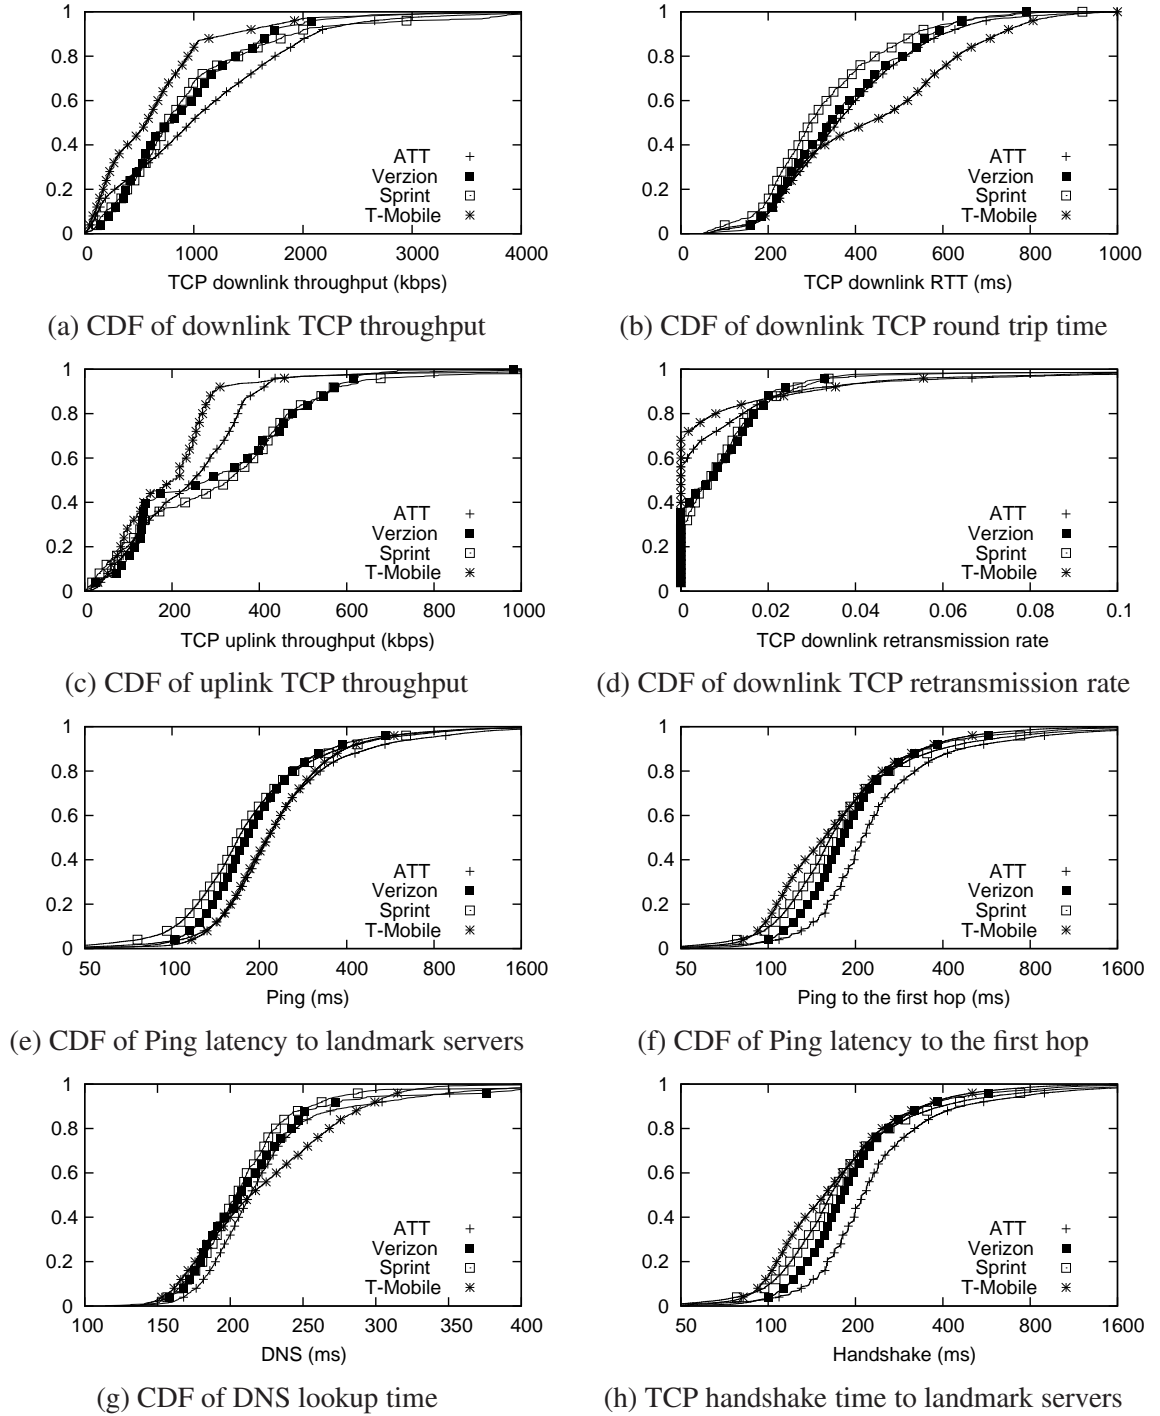 1
0.8
0.6
0.4
0.2
0
ATT
Verzion
Sprint
T-Mobile
0 1000 2000 3000 4000
TCP downlink throughput (kbps)
(a) CDF of downlink TCP throughput
1
0.8
0.6
0.4
0.2
0
ATT
Verzion
Sprint
T-Mobile
0 200 400 600 800 1000
TCP downlink RTT (ms)
(b) CDF of downlink TCP round trip time
1
0.8
0.6
0.4
0.2
0
ATT
Verzion
Sprint
T-Mobile
0 200 400 600 800 1000
TCP uplink throughput (kbps)
(c) CDF of uplink TCP throughput
1
0.8
0.6
0.4
0.2
0
ATT
Verzion
Sprint
T-Mobile
0 0.02 0.04 0.06 0.08 0.1
TCP downlink retransmission rate
(d) CDF of downlink TCP retransmission rate
1
0.8
0.6
0.4
0.2
0
ATT
Verizon
Sprint
T-Mobile
50 100 200 400 800 1600
Ping (ms)
(e) CDF of Ping latency to landmark servers
1
0.8
0.6
0.4
0.2
0
ATT
Verizon
Sprint
T-Mobile
50 100 200 400 800 1600
Ping to the first hop (ms)
(f) CDF of Ping latency to the first hop
1
0.8
0.6
0.4
0.2
0
ATT
Verizon
Sprint
T-Mobile
100 150 200 250 300 350 400
DNS (ms)
(g) CDF of DNS lookup time
1
0.8
0.6
0.4
0.2
0
ATT
Verizon
Sprint
T-Mobile
50 100 200 400 800 1600
Handshake (ms)
(h) TCP handshake time to landmark servers